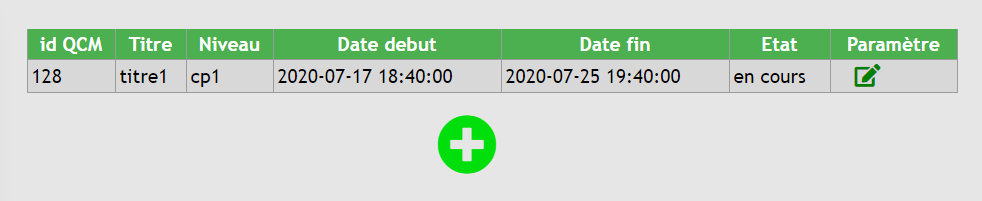 id QCM Titre Niveau Date debut Date fin Etat Paramètre
128 titre1 cp1 2020-07-17 18:40:00 2020-07-25 19:40:00 en cours